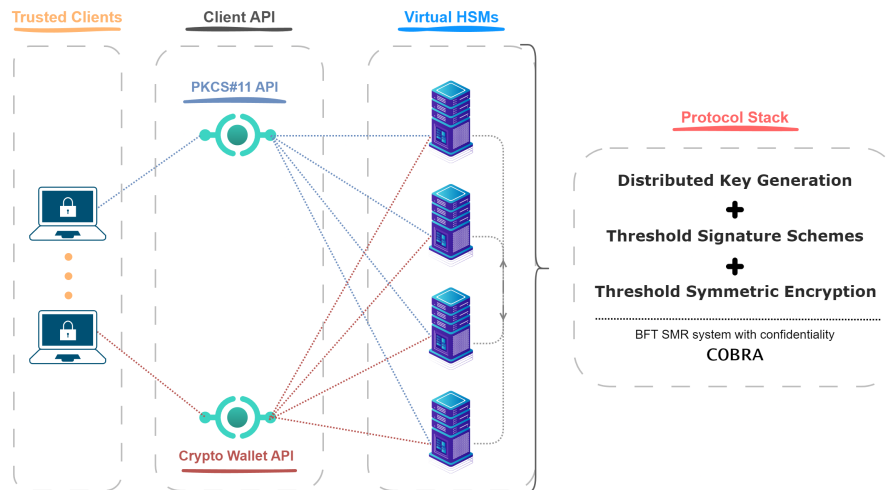 Trusted Clients
Client API
Virtual HSMs
PKCS#11 API
Crypto Wallet API
Protocol Stack
Distributed Key Generation
+
Threshold Signature Schemes
+
Threshold Symmetric Encryption
BFT SMR system with confidentiality
COBRA